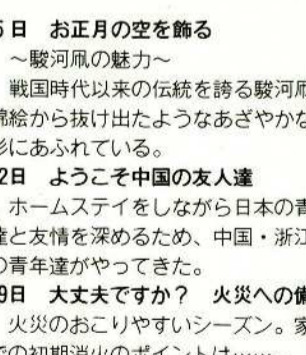 5日 お正月の空を飾る
～駿河凧の魅力～
戦国時代以来の伝統を誇る駿河凧
錦絵から抜け出たようなあざやかな
彩にあふれている。
2日 ようこそ中国の友人達
ホームステイをしながら日本の青
達と友情を深めるため、中国・浙江
の青年達がやってきた。
9日 大丈夫ですか？ 火災への備
火災のおこりやすいシーズン。家
での初期消火のポイントは……